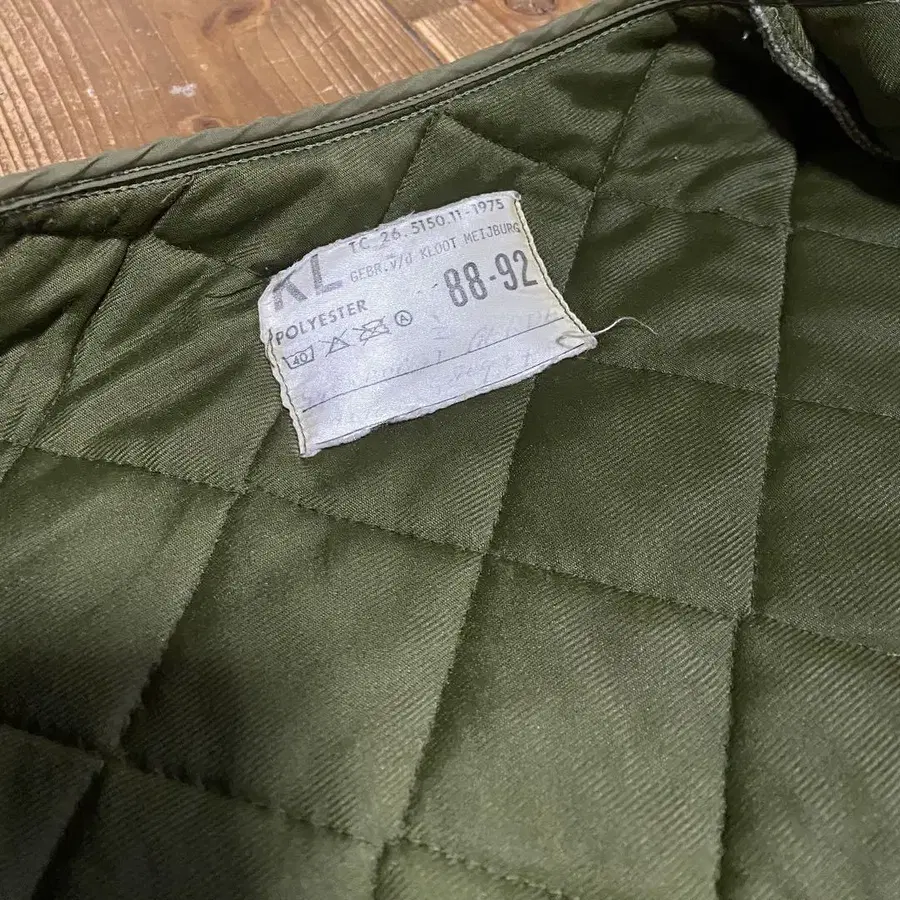 KL TC 26.5150.11-1975
GEBR.v/d KLOOT MEIJBURG
POLYESTER 88-92
40 A